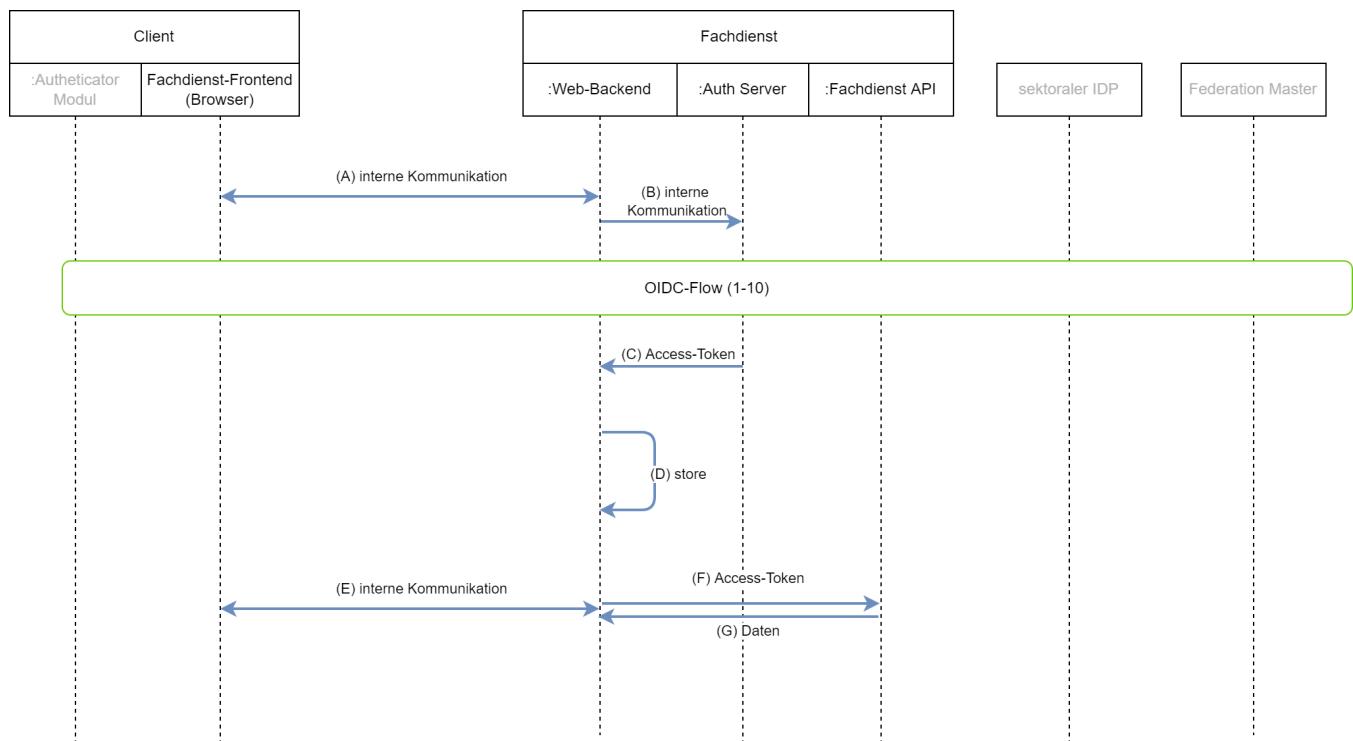 Client
Fachdienst
:Autheticator
Modul
Fachdienst-Frontend
(Browser)
:Web-Backend
:Auth Server
:Fachdienst API
sektoraler IDP
Federation Master
(A) interne Kommunikation
(B) interne
Kommunikation
OIDC-Flow (1-10)
(C) Access-Token
(D) store
(E) interne Kommunikation
(F) Access-Token
(G) Daten